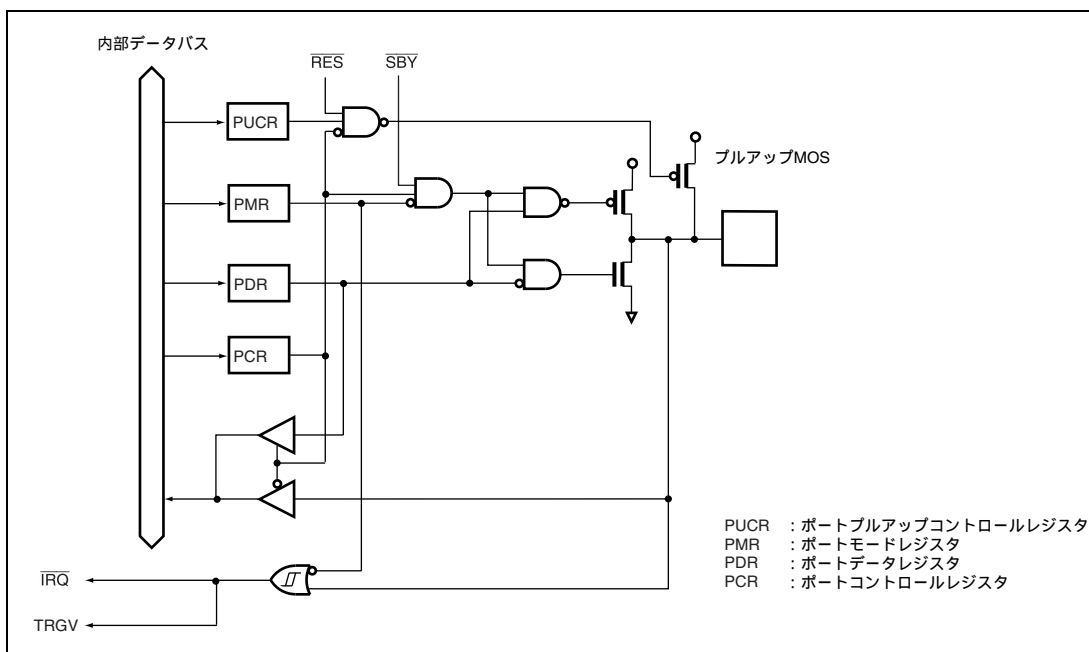 内部データバス
RES
SBY
PUCR
プルアップMOS
PMR
PDR
PCR
PUCR : ポートプルアップコントロールレジスタ
PMR : ポートモードレジスタ
PDR : ポートデータレジスタ
PCR : ポートコントロールレジスタ
IRQ
TRGV